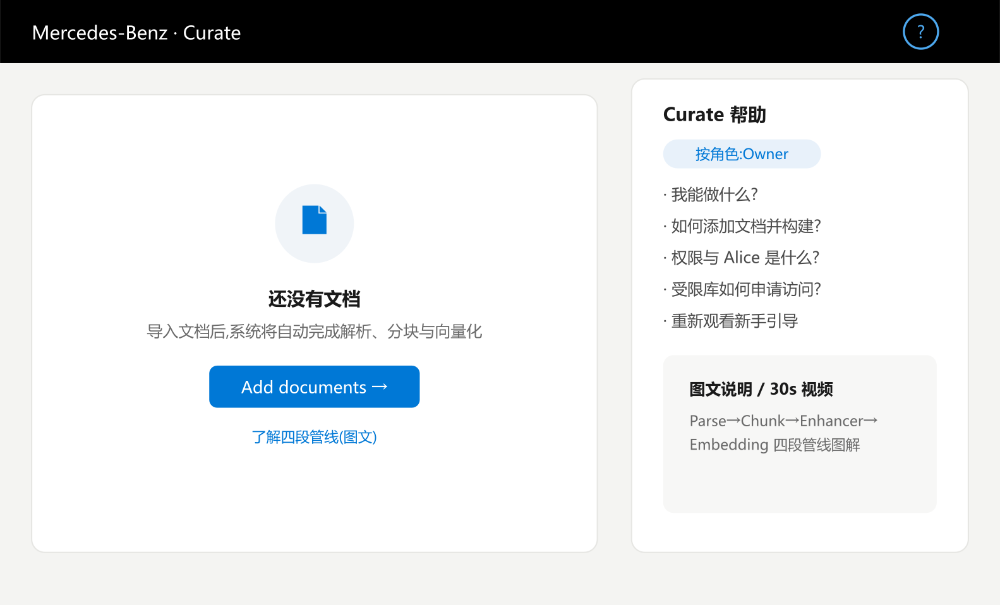 Mercedes-Benz · Curate
?
还没有文档
导入文档后,系统将自动完成解析、分块与向量化
Add documents →
了解四段管线(图文)
Curate 帮助
按角色:Owner
· 我能做什么?
· 如何添加文档并构建?
· 权限与 Alice 是什么?
· 受限库如何申请访问?
· 重新观看新手引导
图文说明 / 30s 视频
Parse→Chunk→Enhancer→
Embedding 四段管线图解